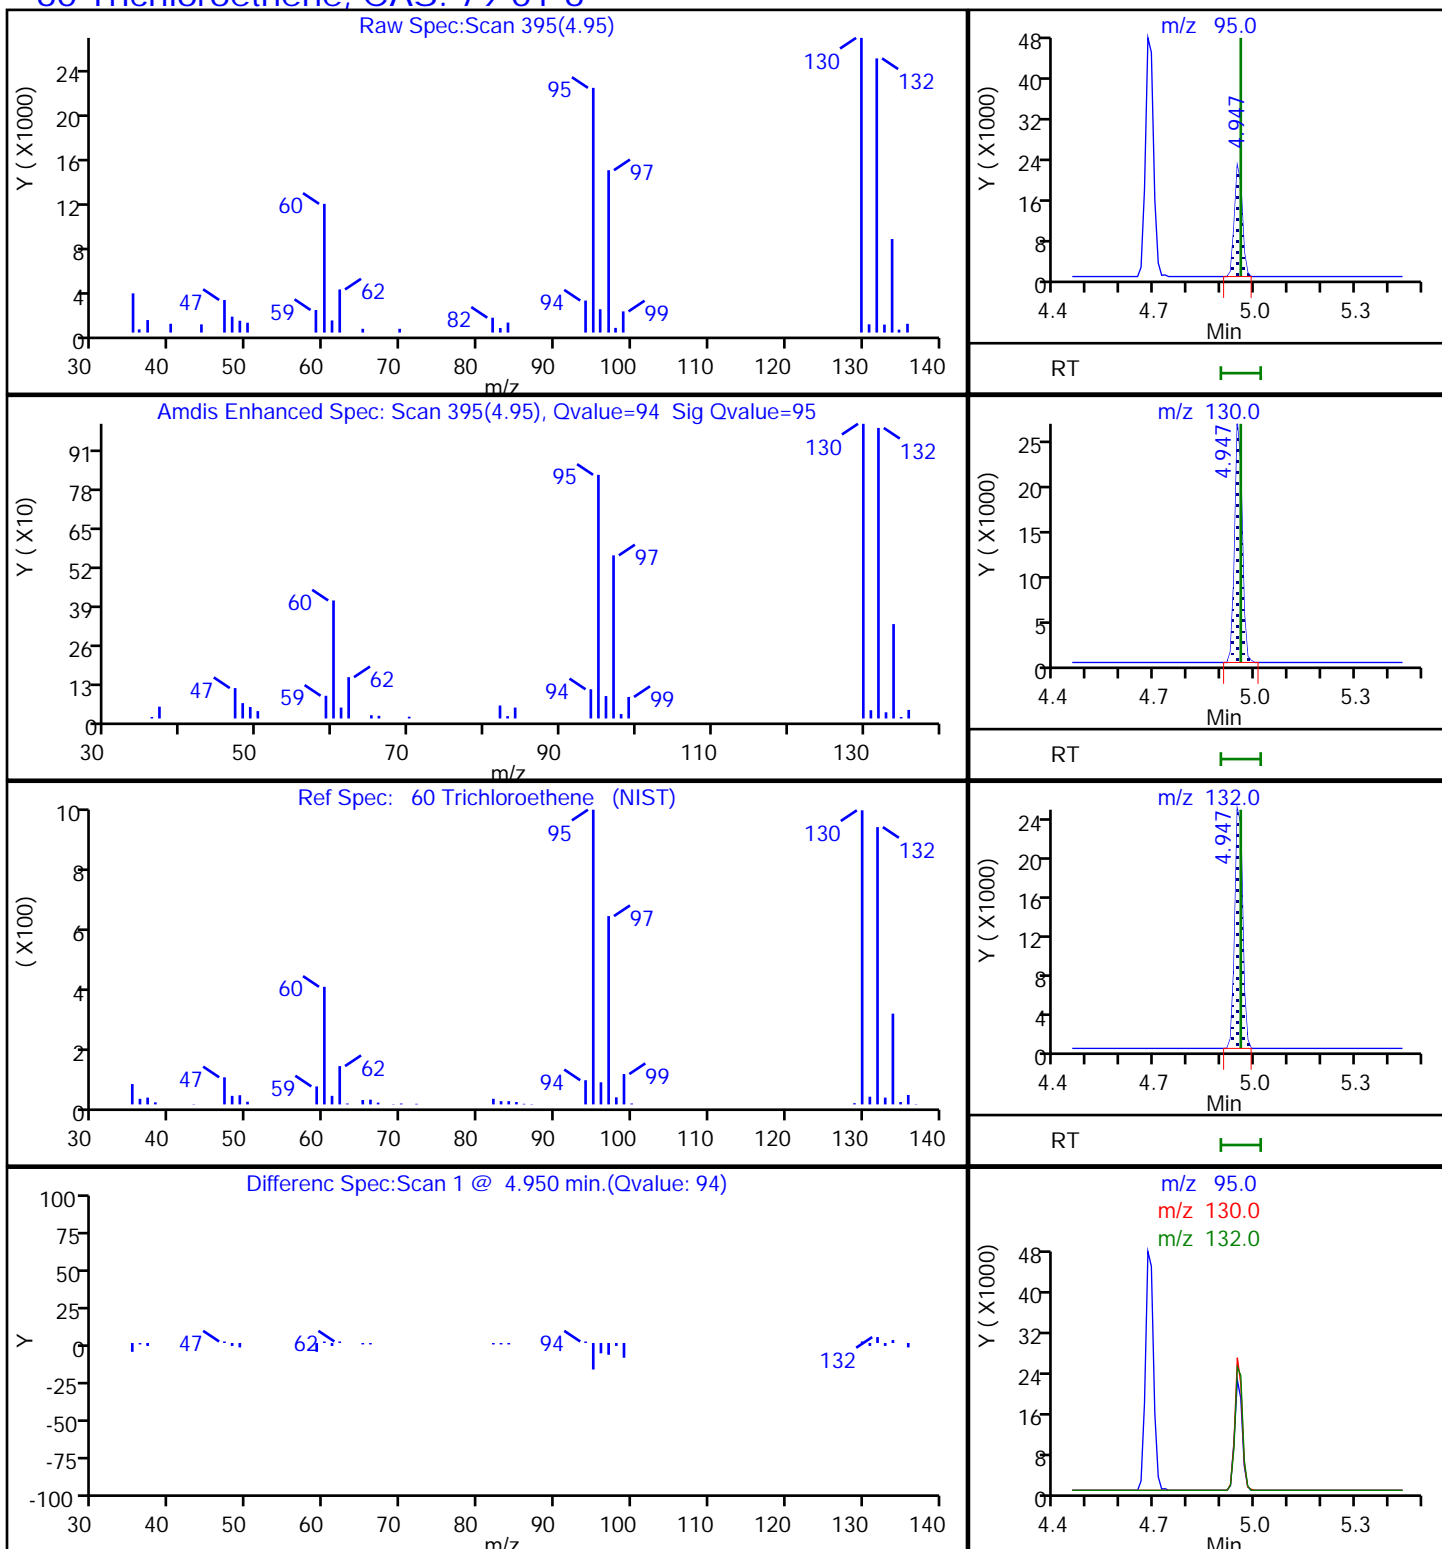 60 Trichloroethene, CAS: 79-01-6
Raw Spec:Scan 395(4.95)
Y ( X1000)
24
20
16
12
8
4
0
130
132
95
97
60
47
59
62
82
94
99
30 40 50 60 70 80 90 100 110 120 130 140
m/z
m/z 95.0
Y ( X1000)
48
40
32
24
16
8
0
4.947
4.4 4.7 5.0 5.3
Min
RT
Amdis Enhanced Spec: Scan 395(4.95), Qvalue=94 Sig Qvalue=95
Y ( X10)
91
78
65
52
39
26
13
0
130
132
95
97
60
47
59
62
94
99
30 50 70 90 110 130
m/z
m/z 130.0
Y ( X1000)
25
20
15
10
5
0
4.947
4.4 4.7 5.0 5.3
Min
RT
Ref Spec: 60 Trichloroethene (NIST)
( X100)
10
8
6
4
2
0
95
130
132
97
60
47
59
62
94
99
30 40 50 60 70 80 90 100 110 120 130 140
m/z 132.0
Y ( X1000)
24
20
16
12
8
4
0
4.947
4.4 4.7 5.0 5.3
Min
RT
Differenc Spec:Scan 1 @ 4.950 min.(Qvalue: 94)
Y
100
75
50
25
0
-25
-50
-75
-100
47
62
94
132
30 40 50 60 70 80 90 100 110 120 130 140
m/z
m/z 95.0
m/z 130.0
m/z 132.0
Y ( X1000)
48
40
32
24
16
8
0
4.4 4.7 5.0 5.3
Min